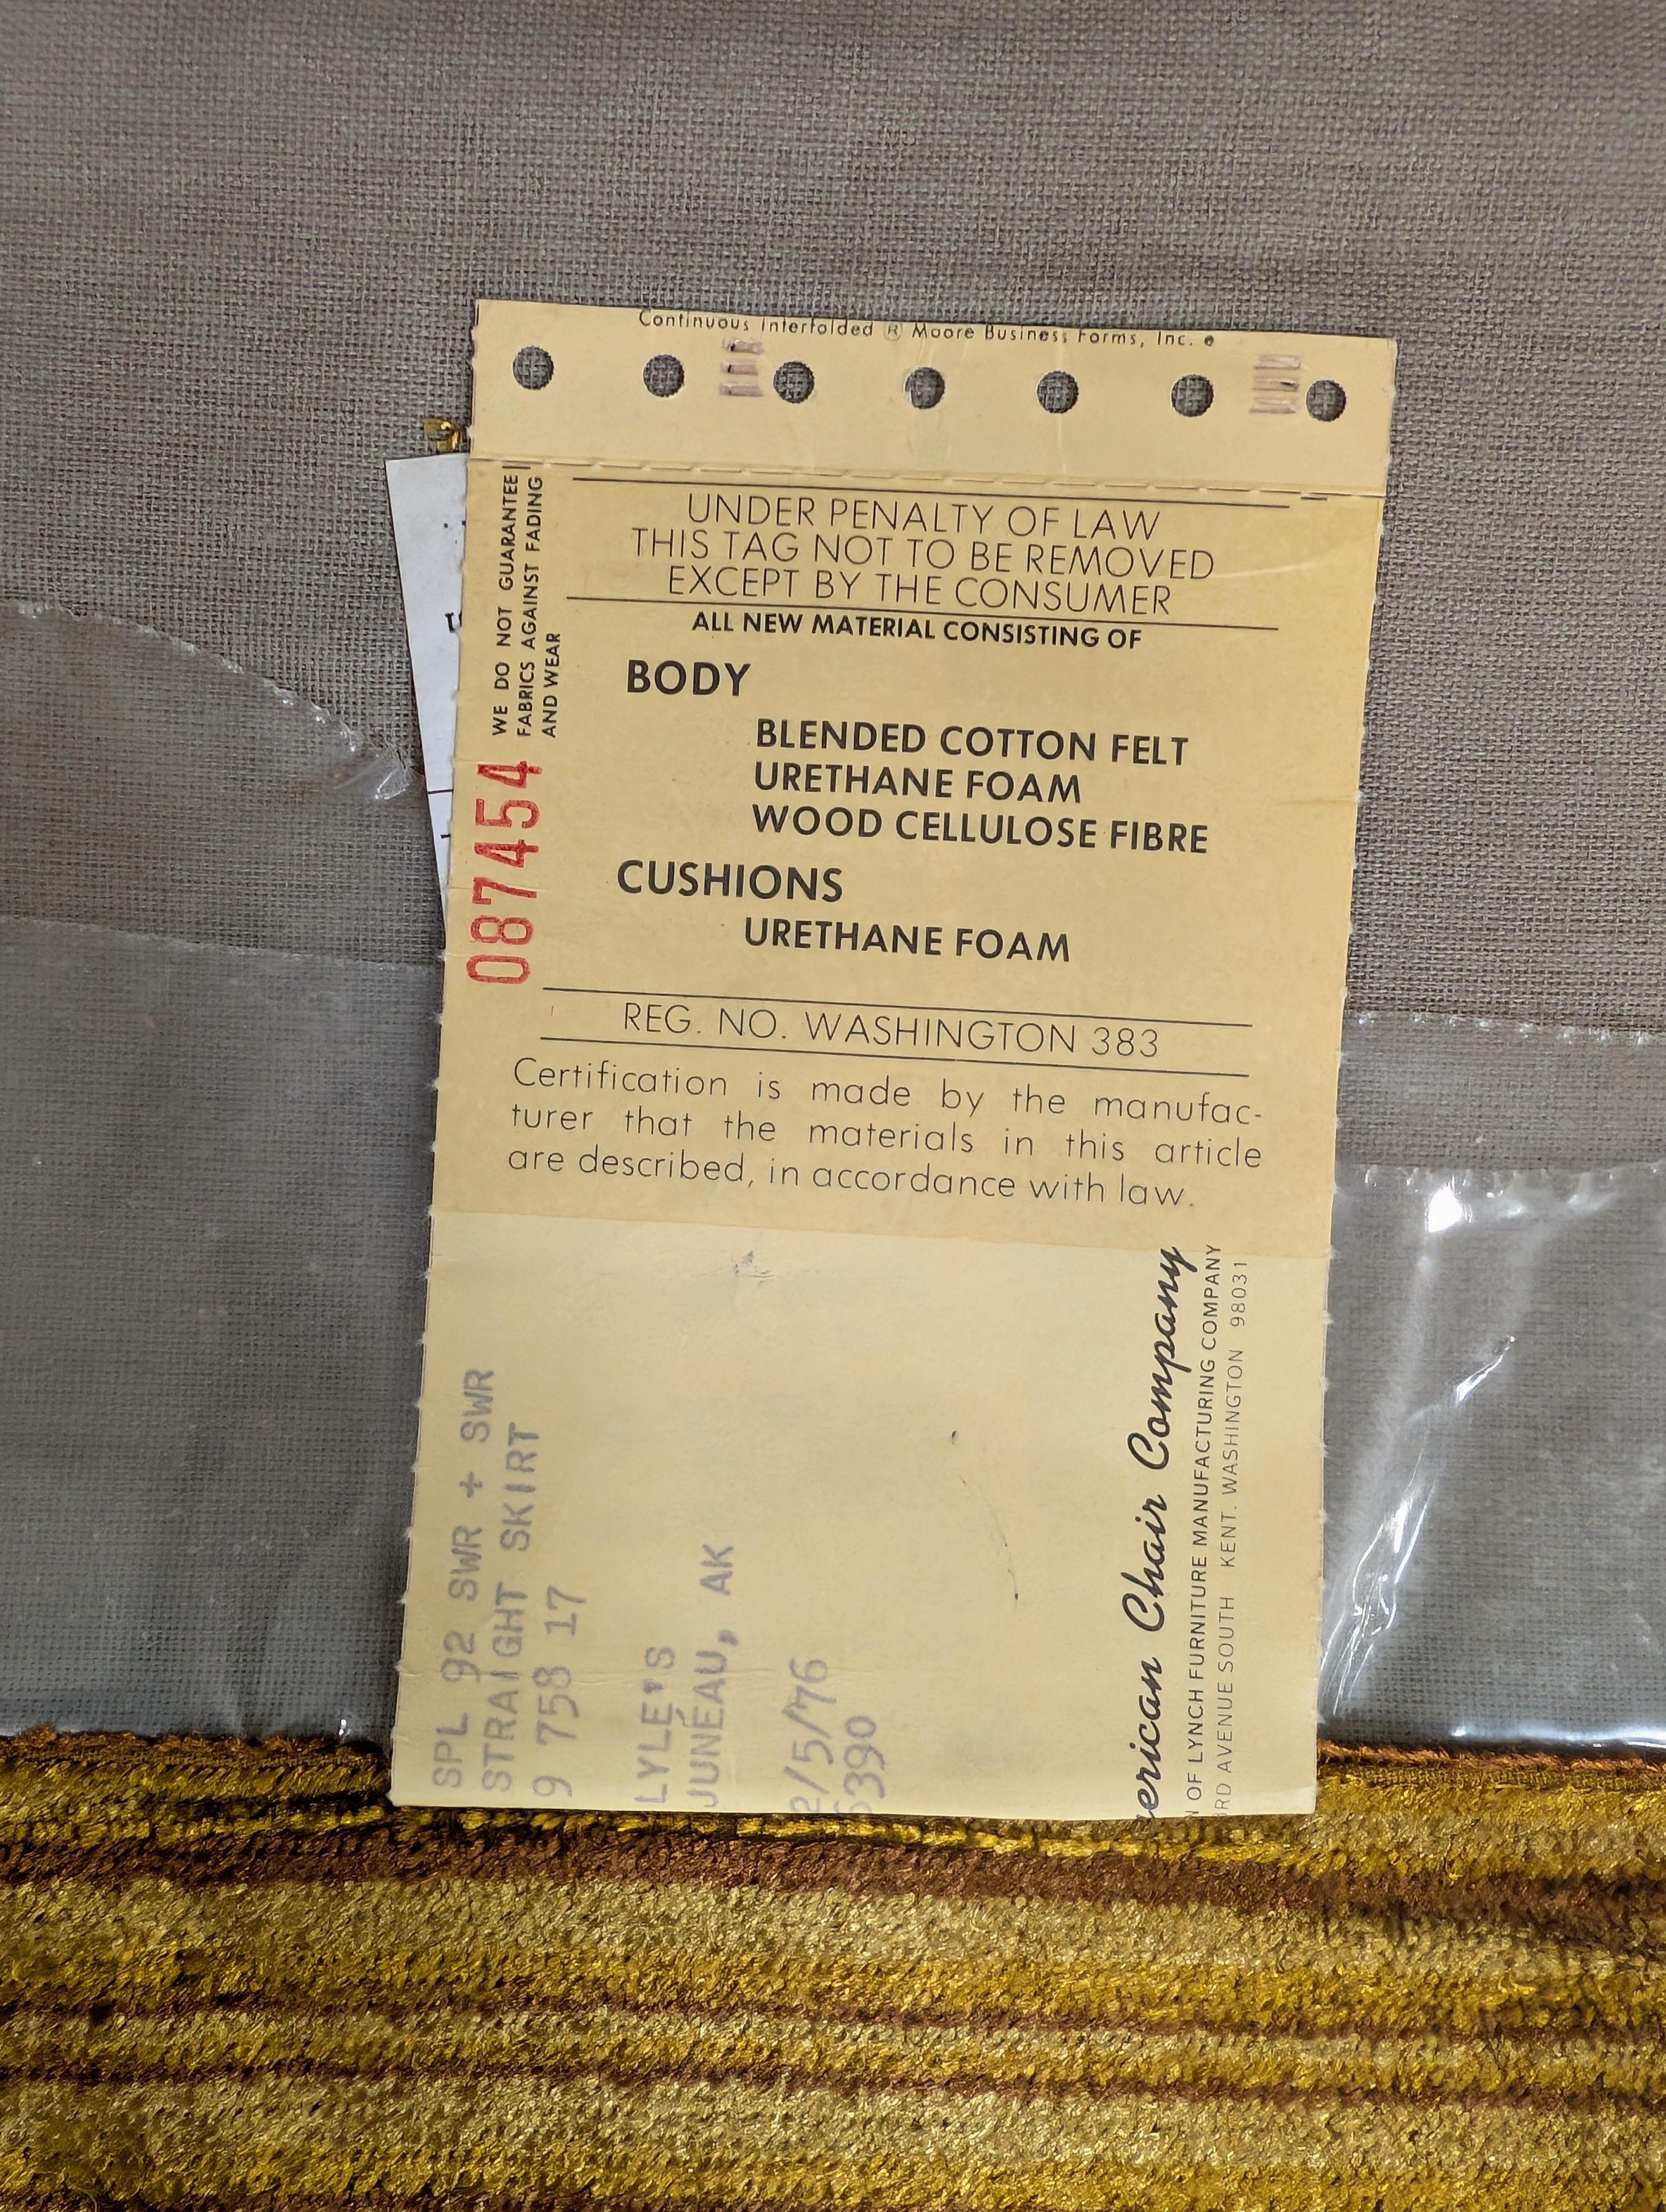 Continuous Interfolded ® Moore Business Forms, Inc.
UNDER PENALTY OF LAW
THIS TAG NOT TO BE REMOVED
EXCEPT BY THE CONSUMER
ALL NEW MATERIAL CONSISTING OF
BODY
BLENDED COTTON FELT
URETHANE FOAM
WOOD CELLULOSE FIBRE
CUSHIONS
URETHANE FOAM
REG. NO. WASHINGTON 383
Certification is made by the manufac-
turer that the materials in this article
are described, in accordance with law.
WE DO NOT GUARANTEE
FABRICS AGAINST FADING
AND WEAR
087454
SPL 92 SWR + SWR
STRAIGHT SKIRT
9 758 17
LYLE'S
JUNEAU, AK
2/5/76
6390
erican Chair Company
N OF LYNCH FURNITURE MANUFACTURING COMPANY
RD AVENUE SOUTH KENT, WASHINGTON 98031